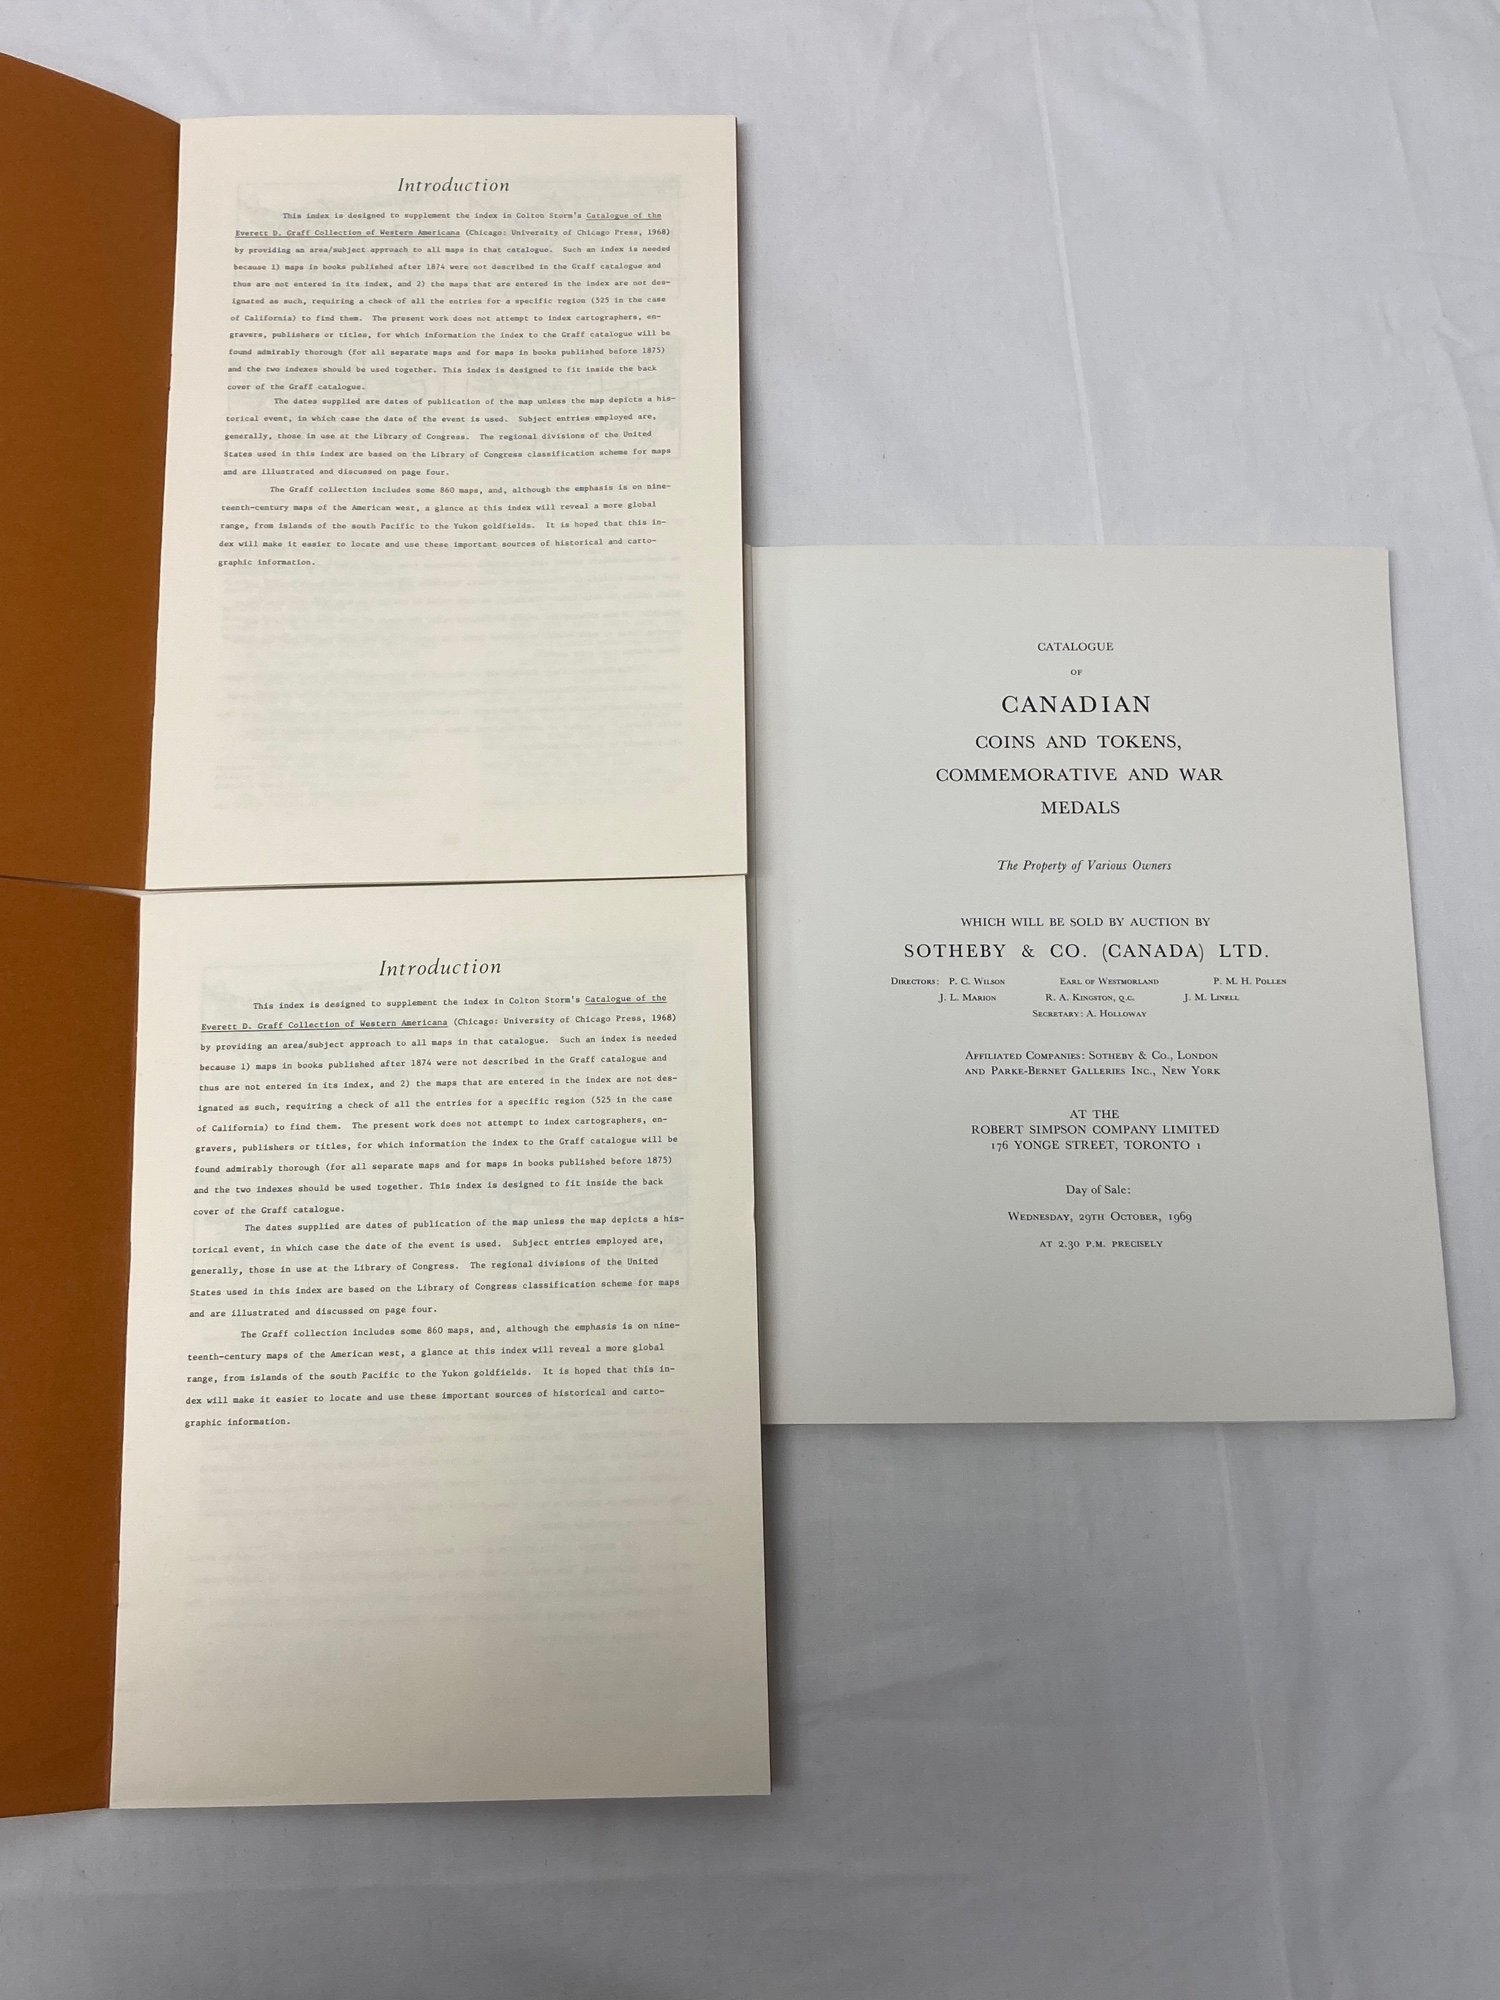 Introduction
This index is designed to supplement the index in Colton Storm's Catalogue of the
Everett D. Graff Collection of Western Americana (Chicago: University of Chicago Press, 1968)
by providing an area/subject approach to all maps in that catalogue. Such an index is needed
because 1) maps in books published after 1874 were not described in the Graff catalogue and
thus are not entered in its index, and 2) the maps that are entered in the index are not des-
ignated as such, requiring a check of all the entries for a specific region (525 in the case
of California) to find them. The present work does not attempt to index cartographers, en-
gravers, publishers or titles, for which information the index to the Graff catalogue will be
found admirably thorough (for all separate maps and for maps in books published before 1875)
and the two indexes should be used together. This index is designed to fit inside the back
cover of the Graff catalogue.
The dates supplied are dates of publication of the map unless the map depicts a his-
torical event, in which case the date of the event is used. Subject entries employed are,
generally, those in use at the Library of Congress. The regional divisions of the United
States used in this index are based on the Library of Congress classification scheme for maps
and are illustrated and discussed on page four.
The Graff collection includes some 860 maps, and, although the emphasis is on nine-
teenth-century maps of the American west, a glance at this index will reveal a more global
range, from islands of the south Pacific to the Yukon goldfields. It is hoped that this in-
dex will make it easier to locate and use these important sources of historical and carto-
graphic information.
Introduction
This index is designed to supplement the index in Colton Storm's Catalogue of the
Everett D. Graff Collection of Western Americana (Chicago: University of Chicago Press, 1968)
by providing an area/subject approach to all maps in that catalogue. Such an index is needed
because 1) maps in books published after 1874 were not described in the Graff catalogue and
thus are not entered in its index, and 2) the maps that are entered in the index are not des-
ignated as such, requiring a check of all the entries for a specific region (525 in the case
of California) to find them. The present work does not attempt to index cartographers, en-
gravers, publishers or titles, for which information the index to the Graff catalogue will be
found admirably thorough (for all separate maps and for maps in books published before 1875)
and the two indexes should be used together. This index is designed to fit inside the back
cover of the Graff catalogue.
The dates supplied are dates of publication of the map unless the map depicts a his-
torical event, in which case the date of the event is used. Subject entries employed are,
generally, those in use at the Library of Congress. The regional divisions of the United
States used in this index are based on the Library of Congress classification scheme for maps
and are illustrated and discussed on page four.
The Graff collection includes some 860 maps, and, although the emphasis is on nine-
teenth-century maps of the American west, a glance at this index will reveal a more global
range, from islands of the south Pacific to the Yukon goldfields. It is hoped that this in-
dex will make it easier to locate and use these important sources of historical and carto-
graphic information.
CATALOGUE
OF
CANADIAN
COINS AND TOKENS,
COMMEMORATIVE AND WAR
MEDALS
The Property of Various Owners
WHICH WILL BE SOLD BY AUCTION BY
SOTHEBY & CO. (CANADA) LTD.
DIRECTORS: P. C. WILSON EARL OF WESTMORLAND P. M. H. POLLEN
J. L. MARION R. A. KINGSTON, Q.C. J. M. LINELL
SECRETARY: A. HOLLOWAY
AFFILIATED COMPANIES: SOTHEBY & CO., LONDON
AND PARKE-BERNET GALLERIES INC., NEW YORK
AT THE
ROBERT SIMPSON COMPANY LIMITED
176 YONGE STREET, TORONTO 1
Day of Sale:
WEDNESDAY, 29TH OCTOBER, 1969
AT 2.30 P.M. PRECISELY